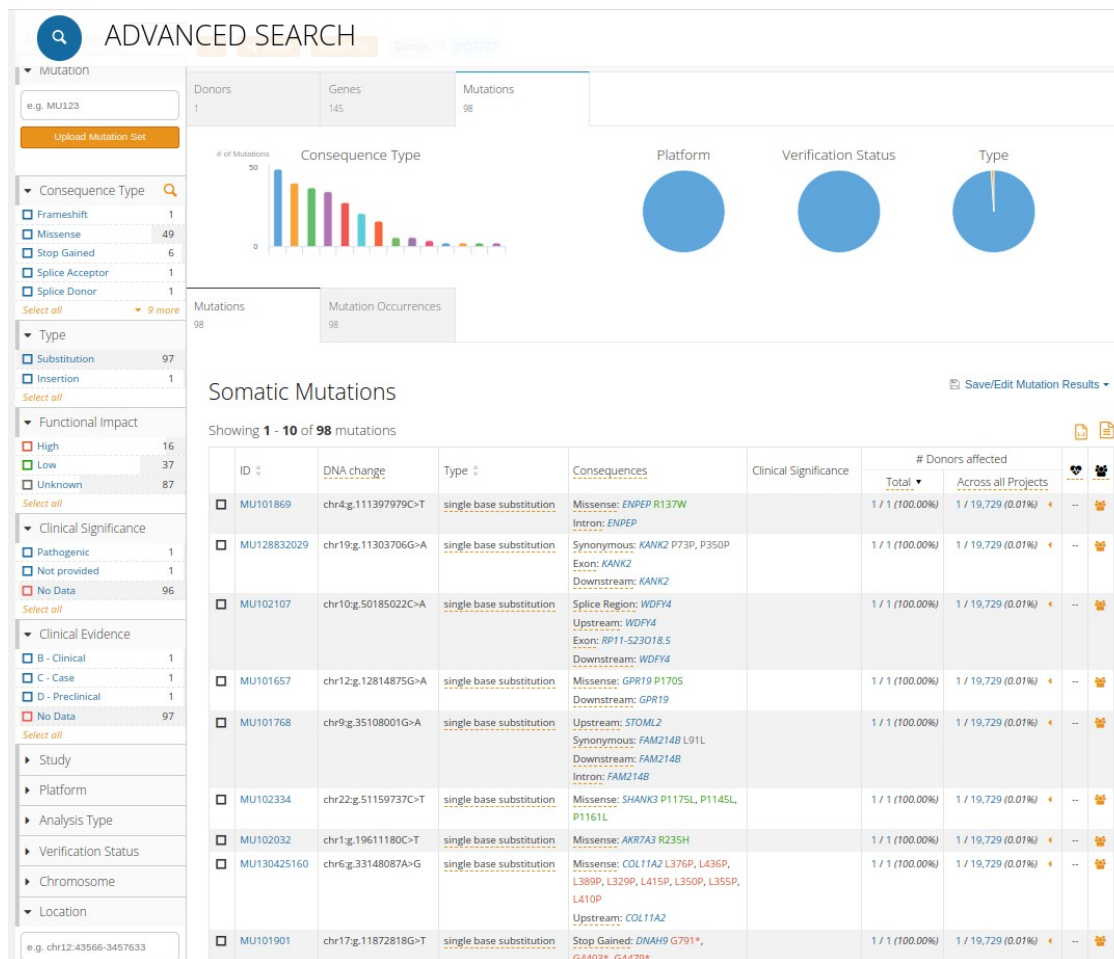 ADVANCED SEARCH
Donor IS DO7777
Mutation
e.g. MU123
Upload Mutation Set
Consequence Type
Frameshift 1
Missense 49
Stop Gained 6
Splice Acceptor 1
Splice Donor 1
Select all 9 more
Type
Substitution 97
Insertion 1
Select all
Functional Impact
High 16
Low 37
Unknown 87
Select all
Clinical Significance
Pathogenic 1
Not provided 1
No Data 96
Select all
Clinical Evidence
B - Clinical 1
C - Case 1
D - Preclinical 1
No Data 97
Select all
Study
Platform
Analysis Type
Verification Status
Chromosome
Location
e.g. chr12:43566-3457633
Donors Genes Mutations
1 145 98
# of Mutations Consequence Type Platform Verification Status Type
50
0
Mutations Mutation Occurrences
98 98
Somatic Mutations
Save/Edit Mutation Results
Showing 1 - 10 of 98 mutations
ID DNA change Type Consequences Clinical Significance # Donors affected
Total Across all Projects
MU101869 chr4:g.111397979C>T single base substitution Missense: ENPEP R137W 1 / 1 (100.00%) 1 / 19,729 (0.01%) --
Intron: ENPEP
MU128832029 chr19:g.11303706G>A single base substitution Synonymous: KANK2 P73P, P350P 1 / 1 (100.00%) 1 / 19,729 (0.01%) --
Exon: KANK2
Downstream: KANK2
MU102107 chr10:g.50185022C>A single base substitution Splice Region: WDFY4 1 / 1 (100.00%) 1 / 19,729 (0.01%) --
Upstream: WDFY4
Exon: RP11-523O18.5
Downstream: WDFY4
MU101657 chr12:g.12814875G>A single base substitution Missense: GPR19 P170S 1 / 1 (100.00%) 1 / 19,729 (0.01%) --
Downstream: GPR19
MU101768 chr9:g.35108001G>A single base substitution Upstream: STOML2 1 / 1 (100.00%) 1 / 19,729 (0.01%) --
Synonymous: FAM214B L91L
Downstream: FAM214B
Intron: FAM214B
MU102334 chr22:g.51159737C>T single base substitution Missense: SHANK3 P1175L, P1145L, 1 / 1 (100.00%) 1 / 19,729 (0.01%) --
P1161L
MU102032 chr1:g.19611180C>T single base substitution Missense: AKR7A3 R235H 1 / 1 (100.00%) 1 / 19,729 (0.01%) --
MU130425160 chr6:g.33148087A>G single base substitution Missense: COL11A2 L376P, L436P, 1 / 1 (100.00%) 1 / 19,729 (0.01%) --
L389P, L329P, L415P, L350P, L355P,
L410P
Upstream: COL11A2
MU101901 chr17:g.11872818G>T single base substitution Stop Gained: DNAH9 G791*, 1 / 1 (100.00%) 1 / 19,729 (0.01%) --
G4403*, G4479*